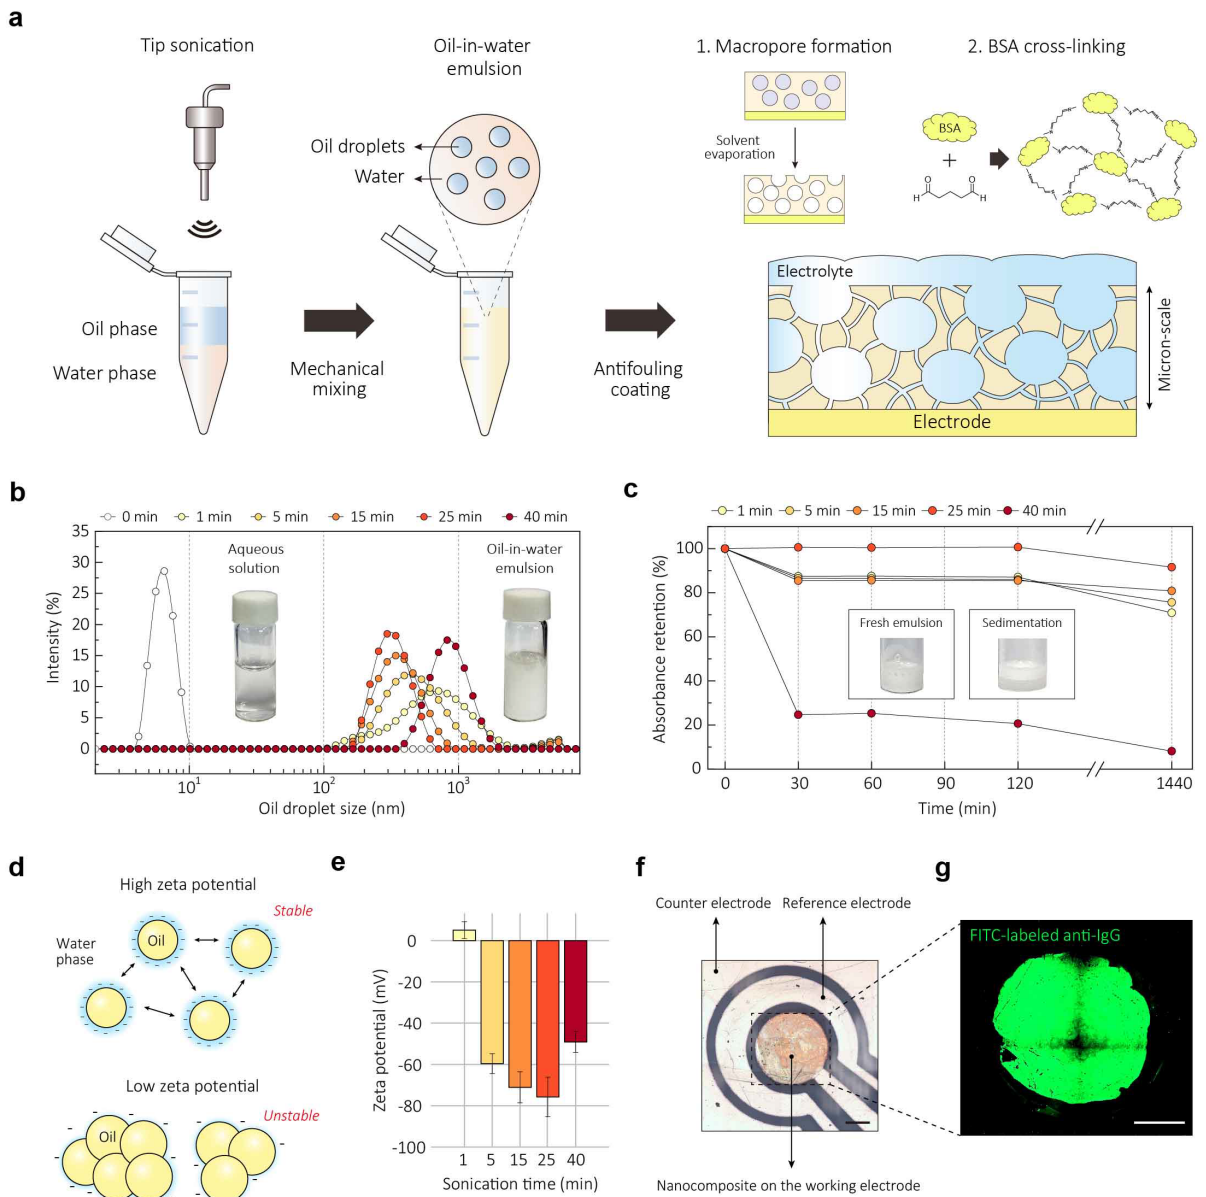 a
Tip sonication
Oil-in-water
emulsion
Oil droplets
Water
Oil phase
Water phase
Mechanical
mixing
Antifouling
coating
1. Macropore formation
2. BSA cross-linking
Solvent
evaporation
BSA
+
O
H
O
H
Electrolyte
Micron-scale
Electrode
b
0 min 1 min 5 min 15 min 25 min 40 min
Intensity (%)
35
30
25
20
15
10
5
0
Aqueous
solution
Oil-in-water
emulsion
10¹ 10² 10³
Oil droplet size (nm)
c
1 min 5 min 15 min 25 min 40 min
Absorbance retention (%)
100
80
60
40
20
0
Fresh emulsion
Sedimentation
0 30 60 90 120 1440
Time (min)
d
High zeta potential
Stable
Water
phase
Oil
Low zeta potential
Unstable
Oil
e
Zeta potential (mV)
0
-20
-40
-60
-80
-100
1 5 15 25 40
Sonication time (min)
f
Counter electrode Reference electrode
Nanocomposite on the working electrode
g
FITC-labeled anti-IgG